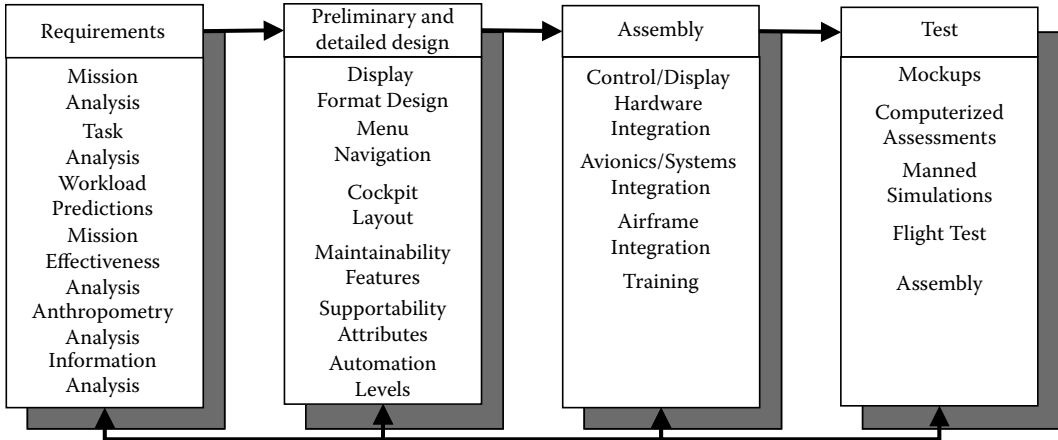 Requirements
Mission
Analysis
Task
Analysis
Workload
Predictions
Mission
Effectiveness
Analysis
Anthropometry
Analysis
Information
Analysis
Preliminary and
detailed design
Display
Format Design
Menu
Navigation
Cockpit
Layout
Maintainability
Features
Supportability
Attributes
Automation
Levels
Assembly
Control/Display
Hardware
Integration
Avionics/Systems
Integration
Airframe
Integration
Training
Test
Mockups
Computerized
Assessments
Manned
Simulations
Flight Test
Assembly